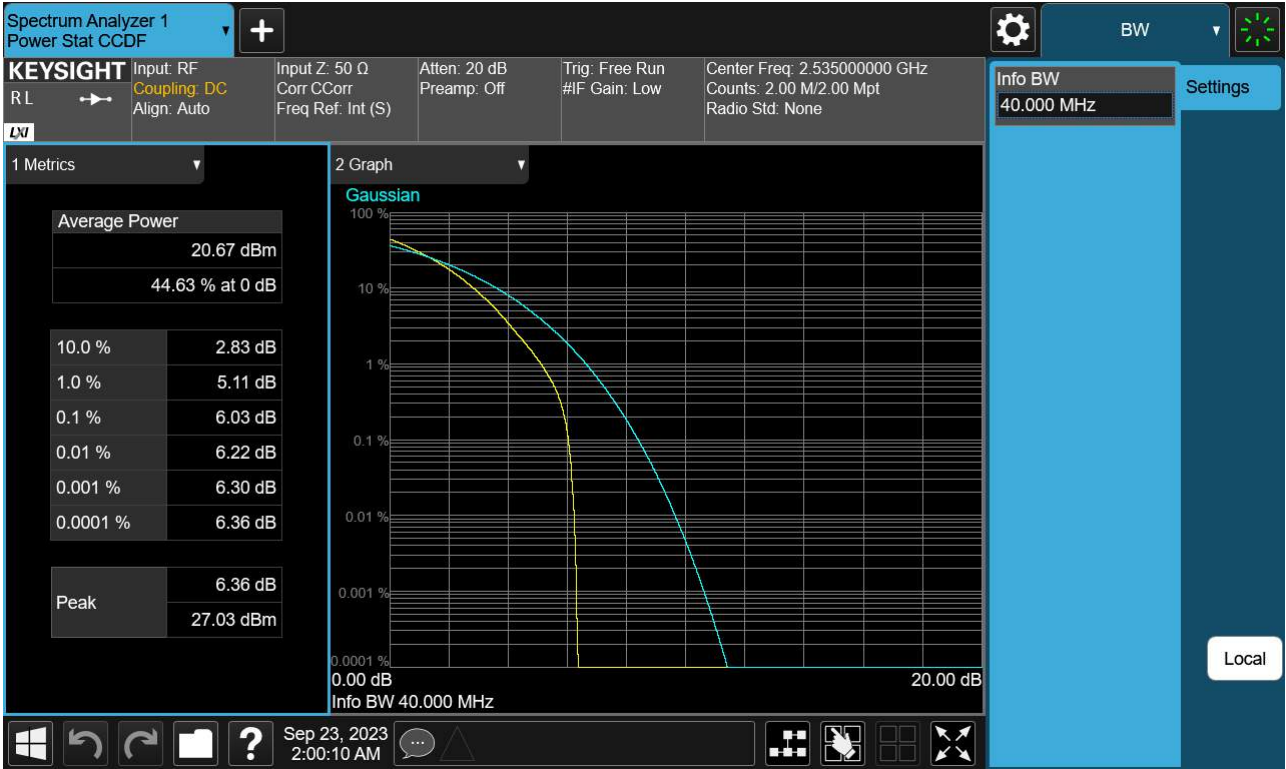 Spectrum Analyzer 1
Power Stat CCDF
+
BW
KEYSIGHT
R L
LXI
Input: RF
Coupling: DC
Align: Auto
Input Z: 50 Ω
Corr CCorr
Freq Ref: Int (S)
Atten: 20 dB
Preamp: Off
Trig: Free Run
#IF Gain: Low
Center Freq: 2.535000000 GHz
Counts: 2.00 M/2.00 Mpt
Radio Std: None
Info BW
40.000 MHz
Settings
1 Metrics
Average Power
20.67 dBm
44.63 % at 0 dB
10.0 % 2.83 dB
1.0 % 5.11 dB
0.1 % 6.03 dB
0.01 % 6.22 dB
0.001 % 6.30 dB
0.0001 % 6.36 dB
Peak
6.36 dB
27.03 dBm
2 Graph
Gaussian
100 %
10 %
1 %
0.1 %
0.01 %
0.001 %
0.0001 %
0.00 dB 20.00 dB
Info BW 40.000 MHz
Local
?
Sep 23, 2023
2:00:10 AM